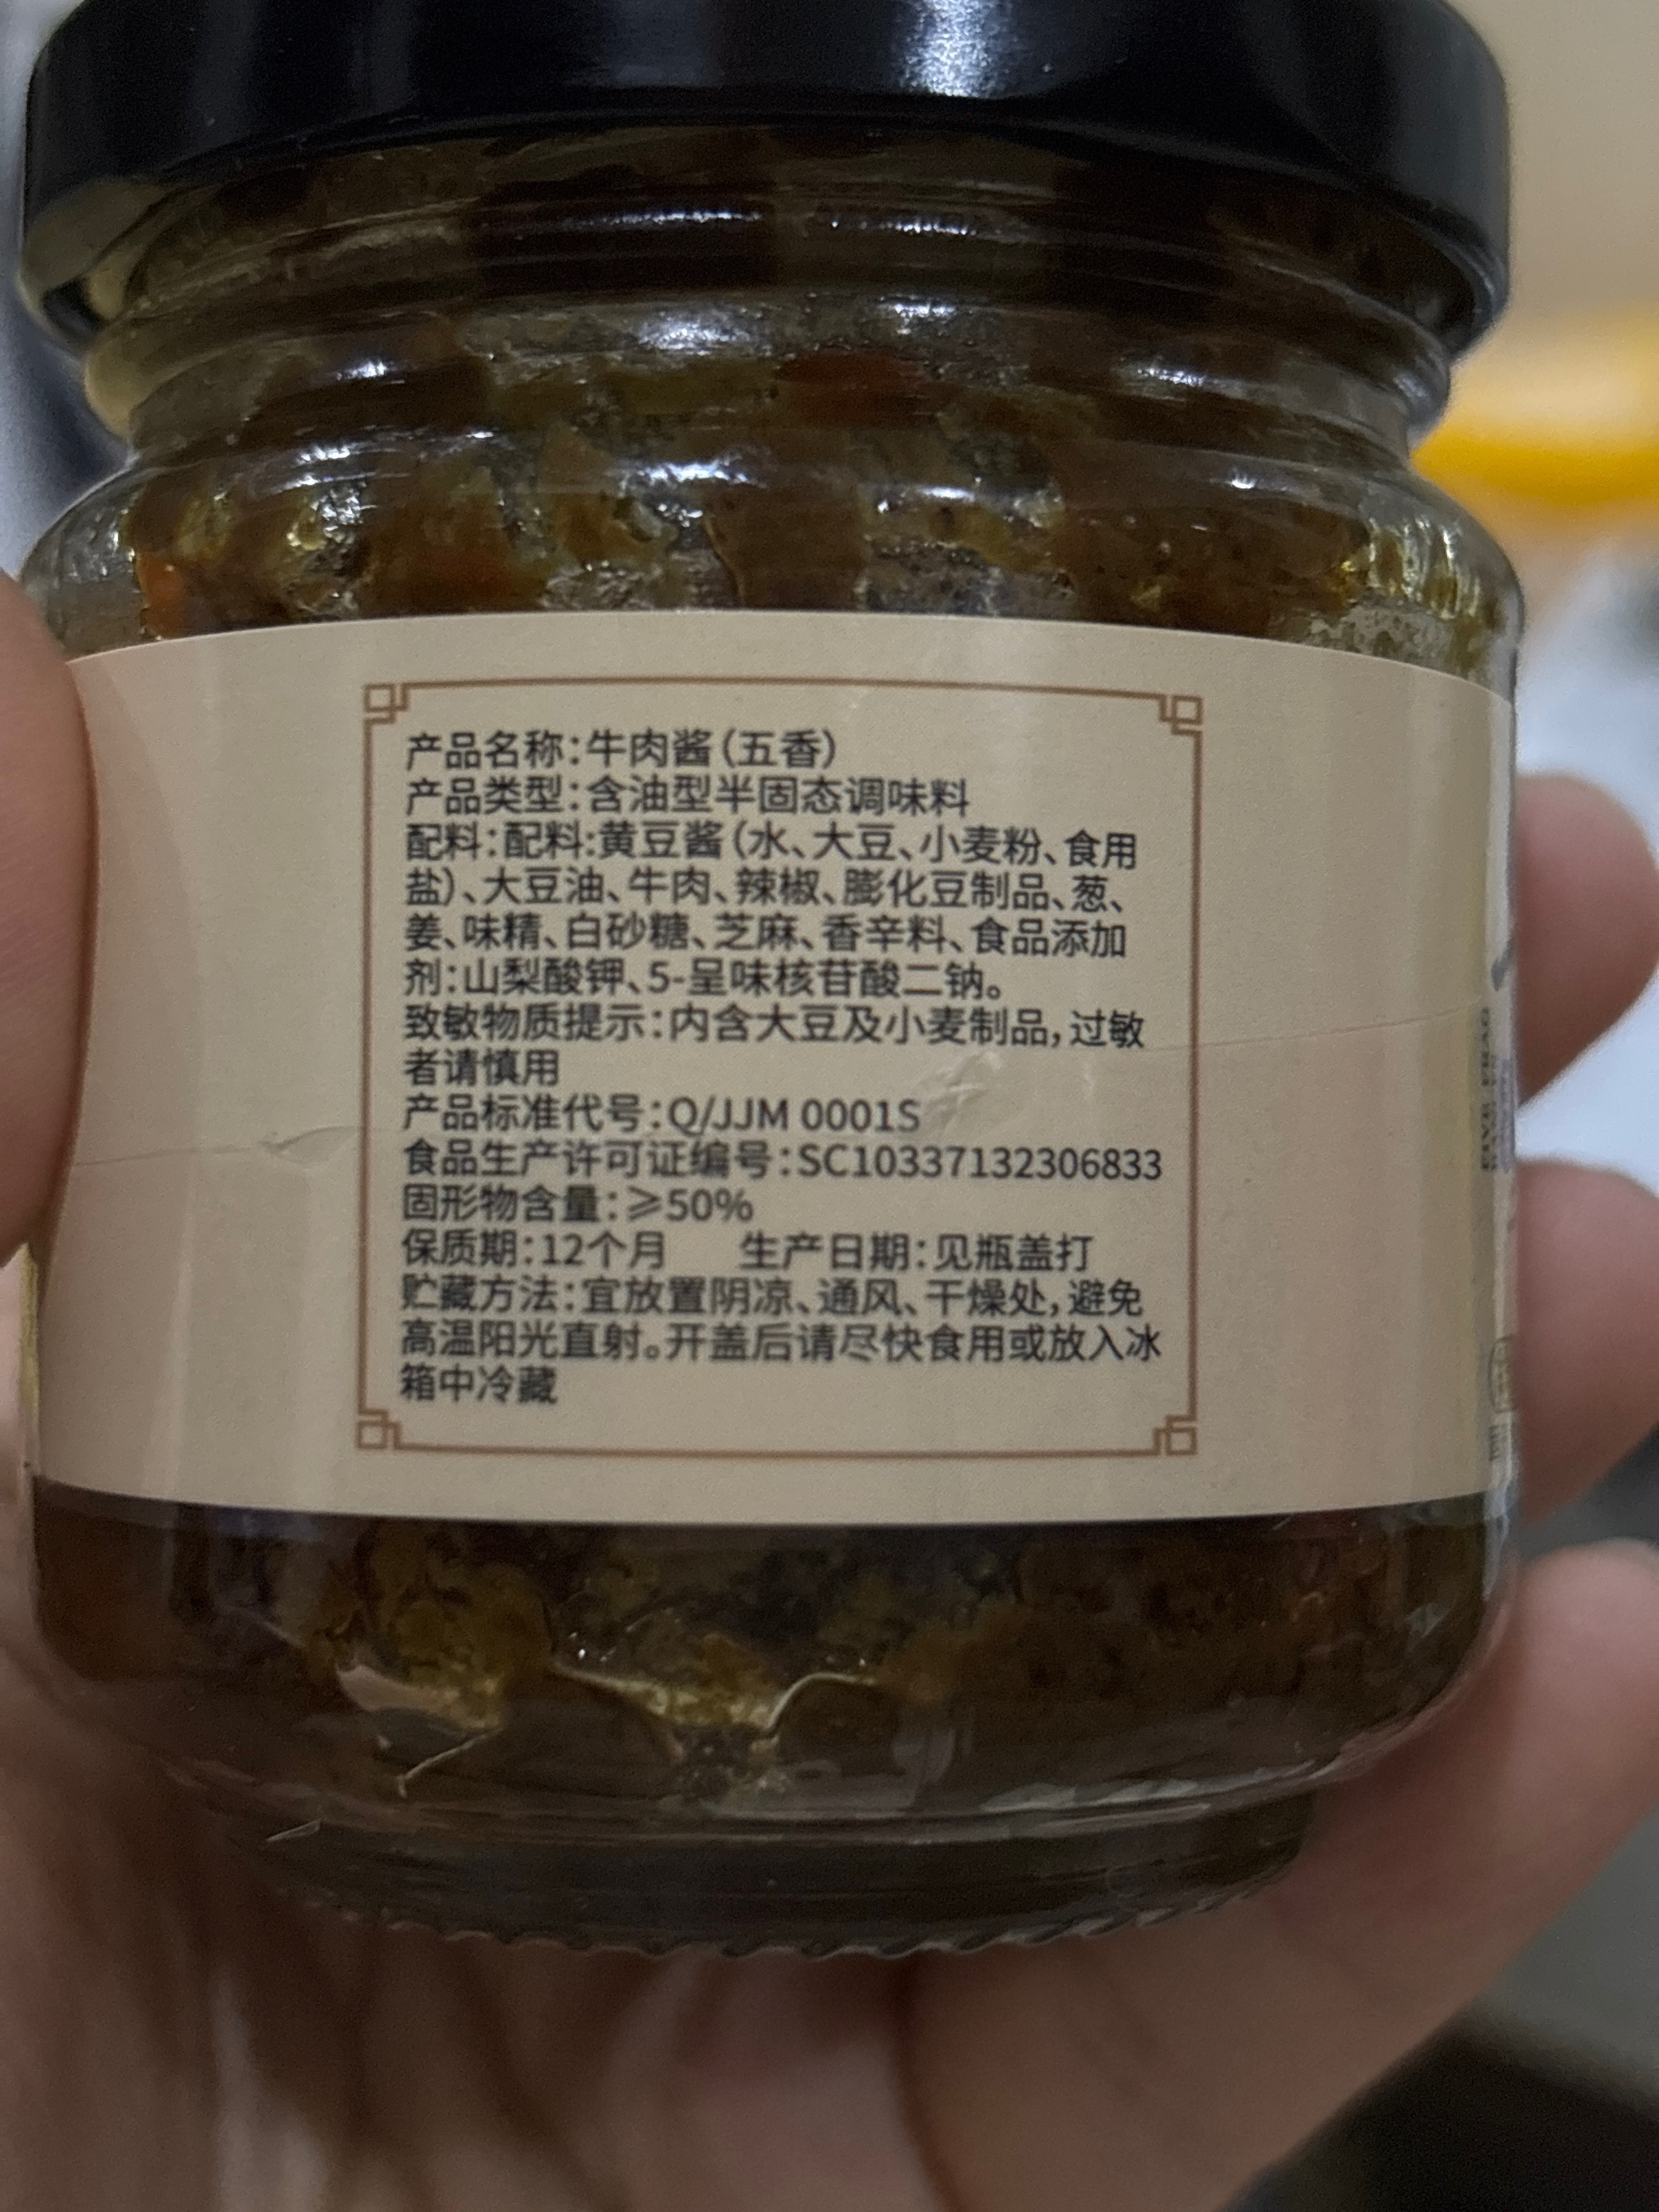 产品名称：牛肉酱（五香）
产品类型：含油型半固态调味料
配料：配料:黄豆酱（水、大豆、小麦粉、食用
盐）、大豆油、牛肉、辣椒、膨化豆制品、葱、
姜、味精、白砂糖、芝麻、香辛料、食品添加
剂：山梨酸钾、5-呈味核苷酸二钠。
致敏物质提示：内含大豆及小麦制品，过敏
者请慎用
产品标准代号：Q/JJM 0001S
食品生产许可证编号：SC10337132306833
固形物含量：≥50%
保质期：12个月 生产日期：见瓶盖打
贮藏方法：宜放置阴凉、通风、干燥处，避免
高温阳光直射。开盖后请尽快食用或放入冰
箱中冷藏